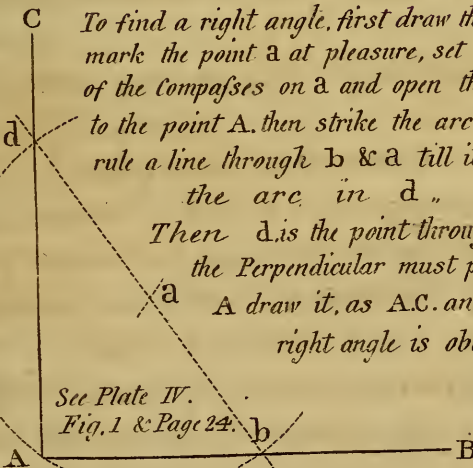 C
To find a right angle, first draw th
mark the point a at pleasure, set
of the Compaſses on a and open th
to the point A. then strike the arc
d
rule a line through b & a till i
the arc in d „
Then d. is the point throu
the Perpendicular must p
a
A draw it, as A.C. an
right angle is ob
See Plate IV.
Fig. 1 & Page 24.
b
A
B